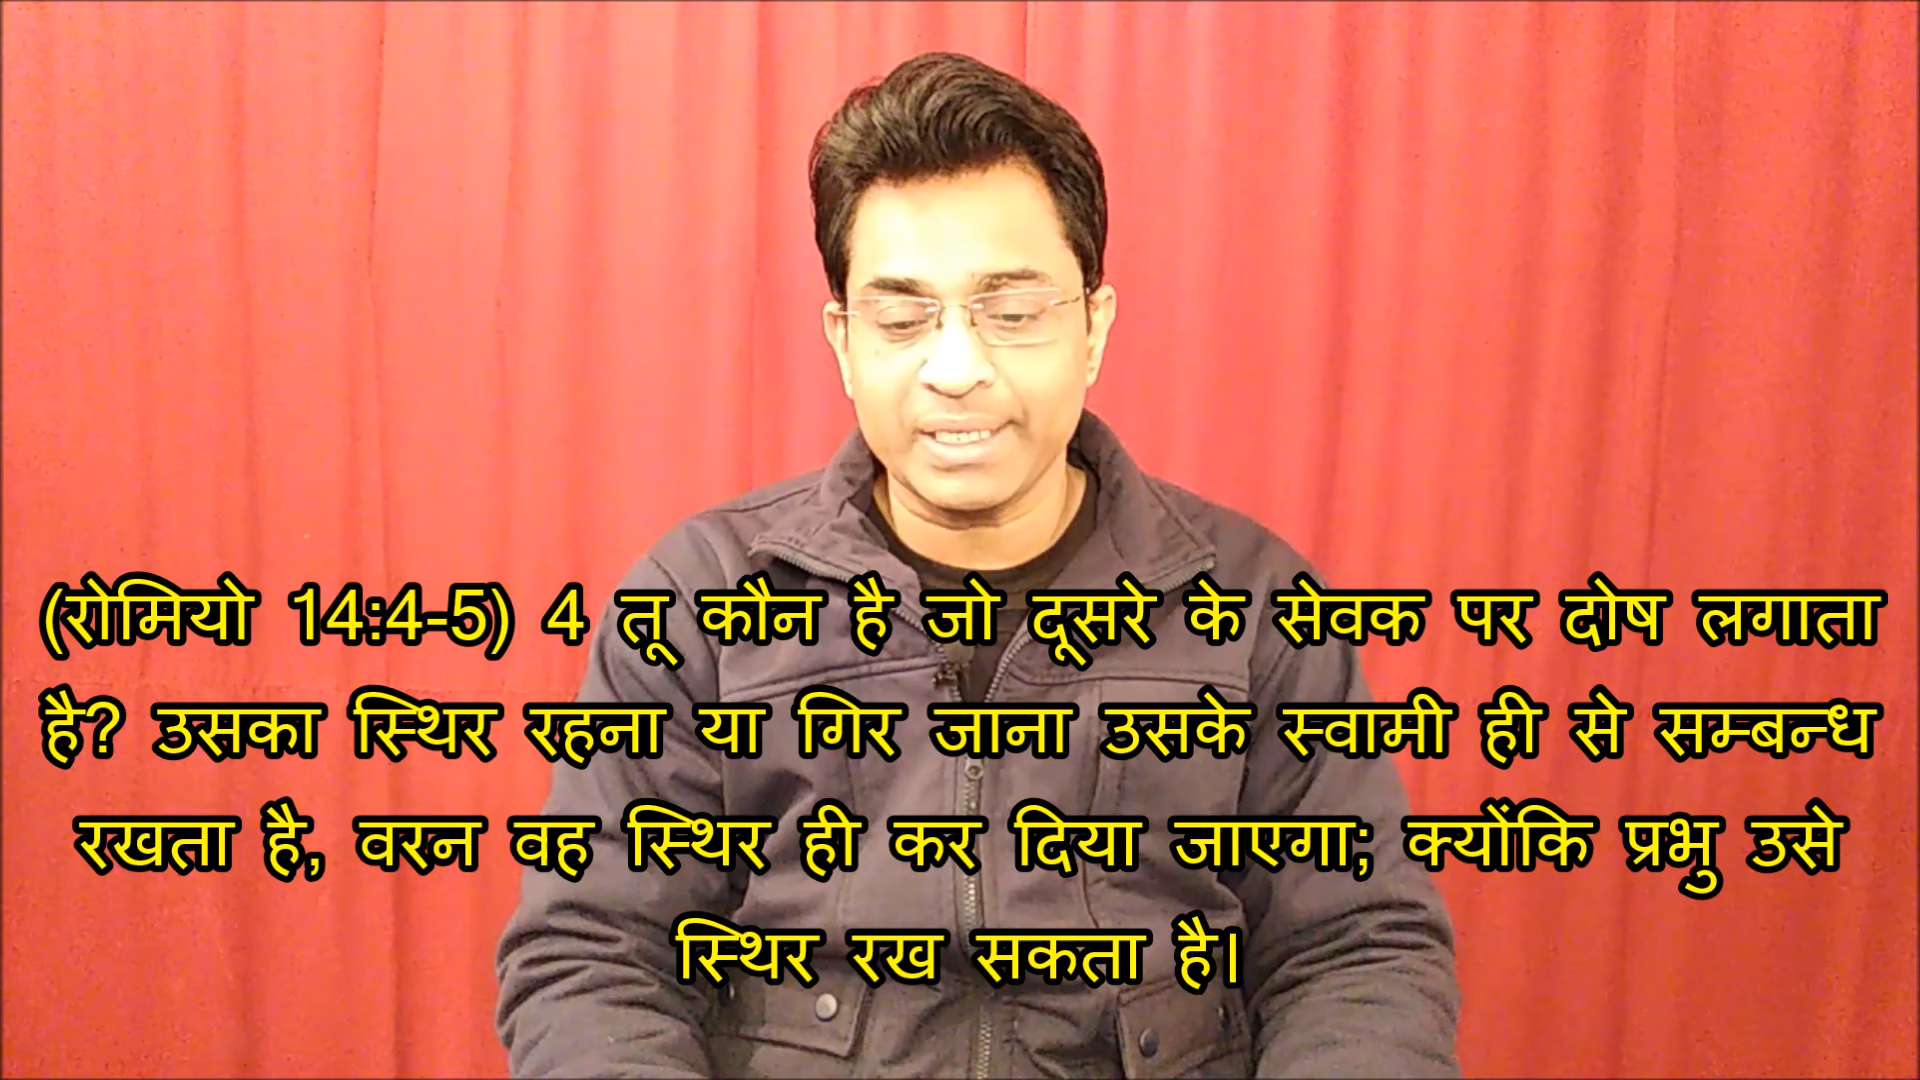 (रोमियो 14:4-5) 4 तू कौन है जो दूसरे के सेवक पर दोष लगाता
है? उसका स्थिर रहना या गिर जाना उसके स्वामी ही से सम्बन्ध
रखता है, वरन वह स्थिर ही कर दिया जाएगा; क्योंकि प्रभु उसे
स्थिर रख सकता है।